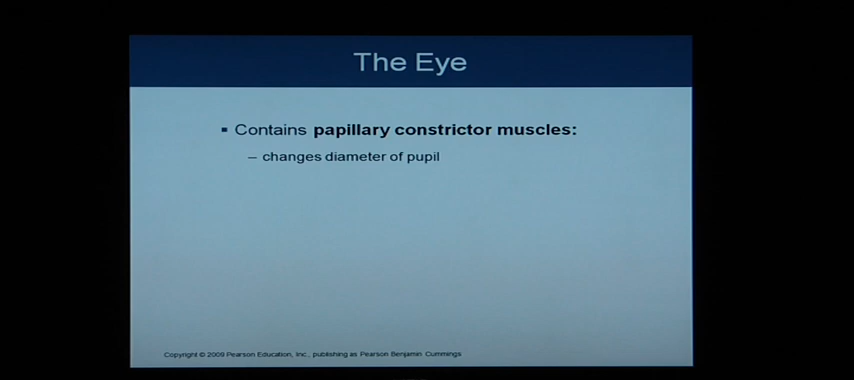 The Eye
▪ Contains papillary constrictor muscles:
– changes diameter of pupil
Copyright © 2009 Pearson Education, Inc., publishing as Pearson Benjamin Cummings